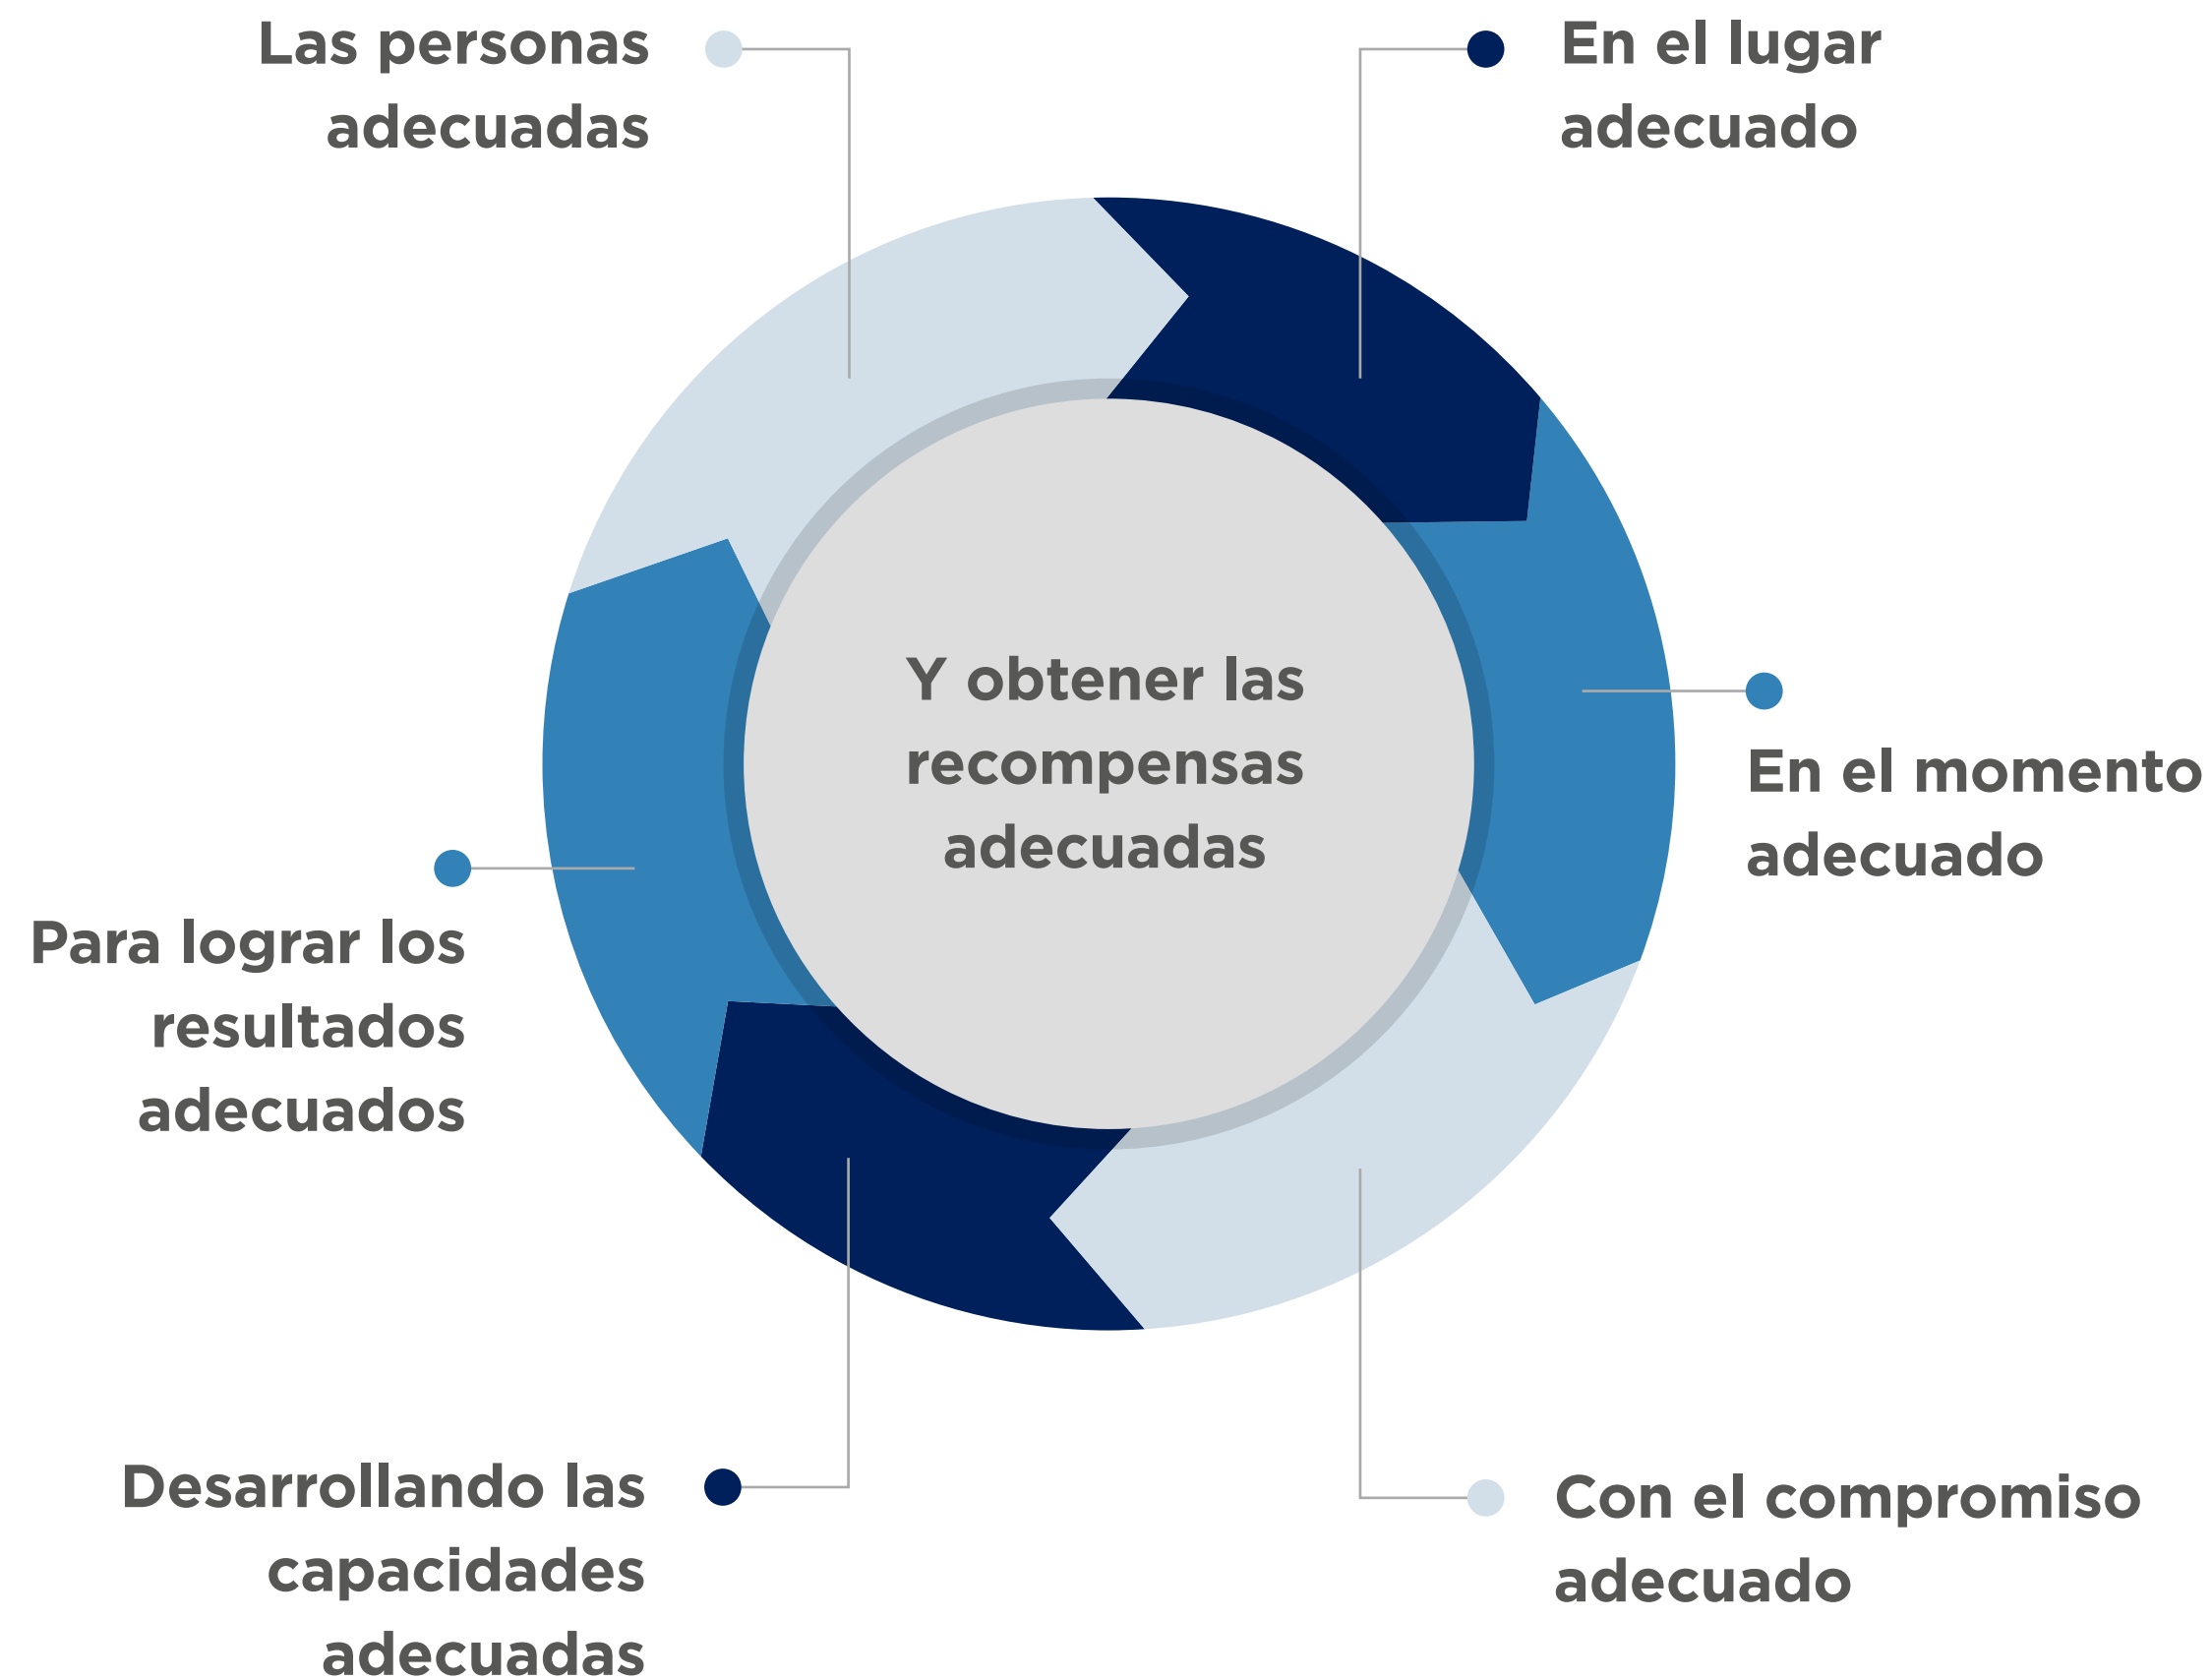 Las personas
adecuadas
En el lugar
adecuado
En el momento
adecuado
Con el compromiso
adecuado
Desarrollando las
capacidades
adecuadas
Para lograr los
resultados
adecuados
Y obtener las
recompensas
adecuadas